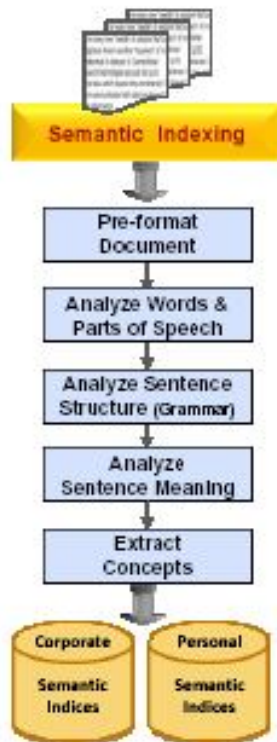 Semantic Indexing
Pre-format
Document
Analyze Words &
Parts of Speech
Analyze Sentence
Structure (Grammar)
Analyze
Sentence Meaning
Extract
Concepts
Corporate
Semantic
Indices
Personal
Semantic
Indices